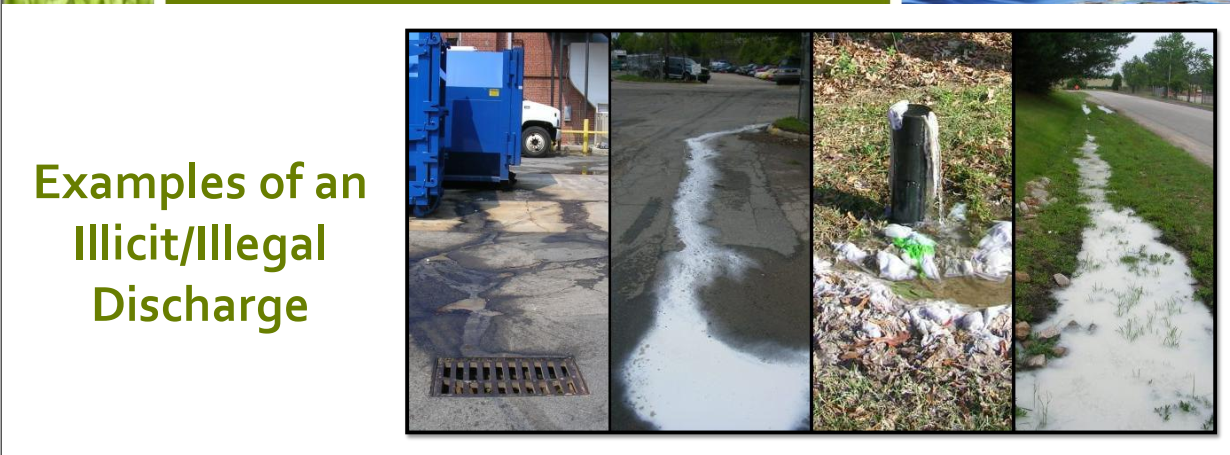 Examples of an
Illicit/Illegal
Discharge